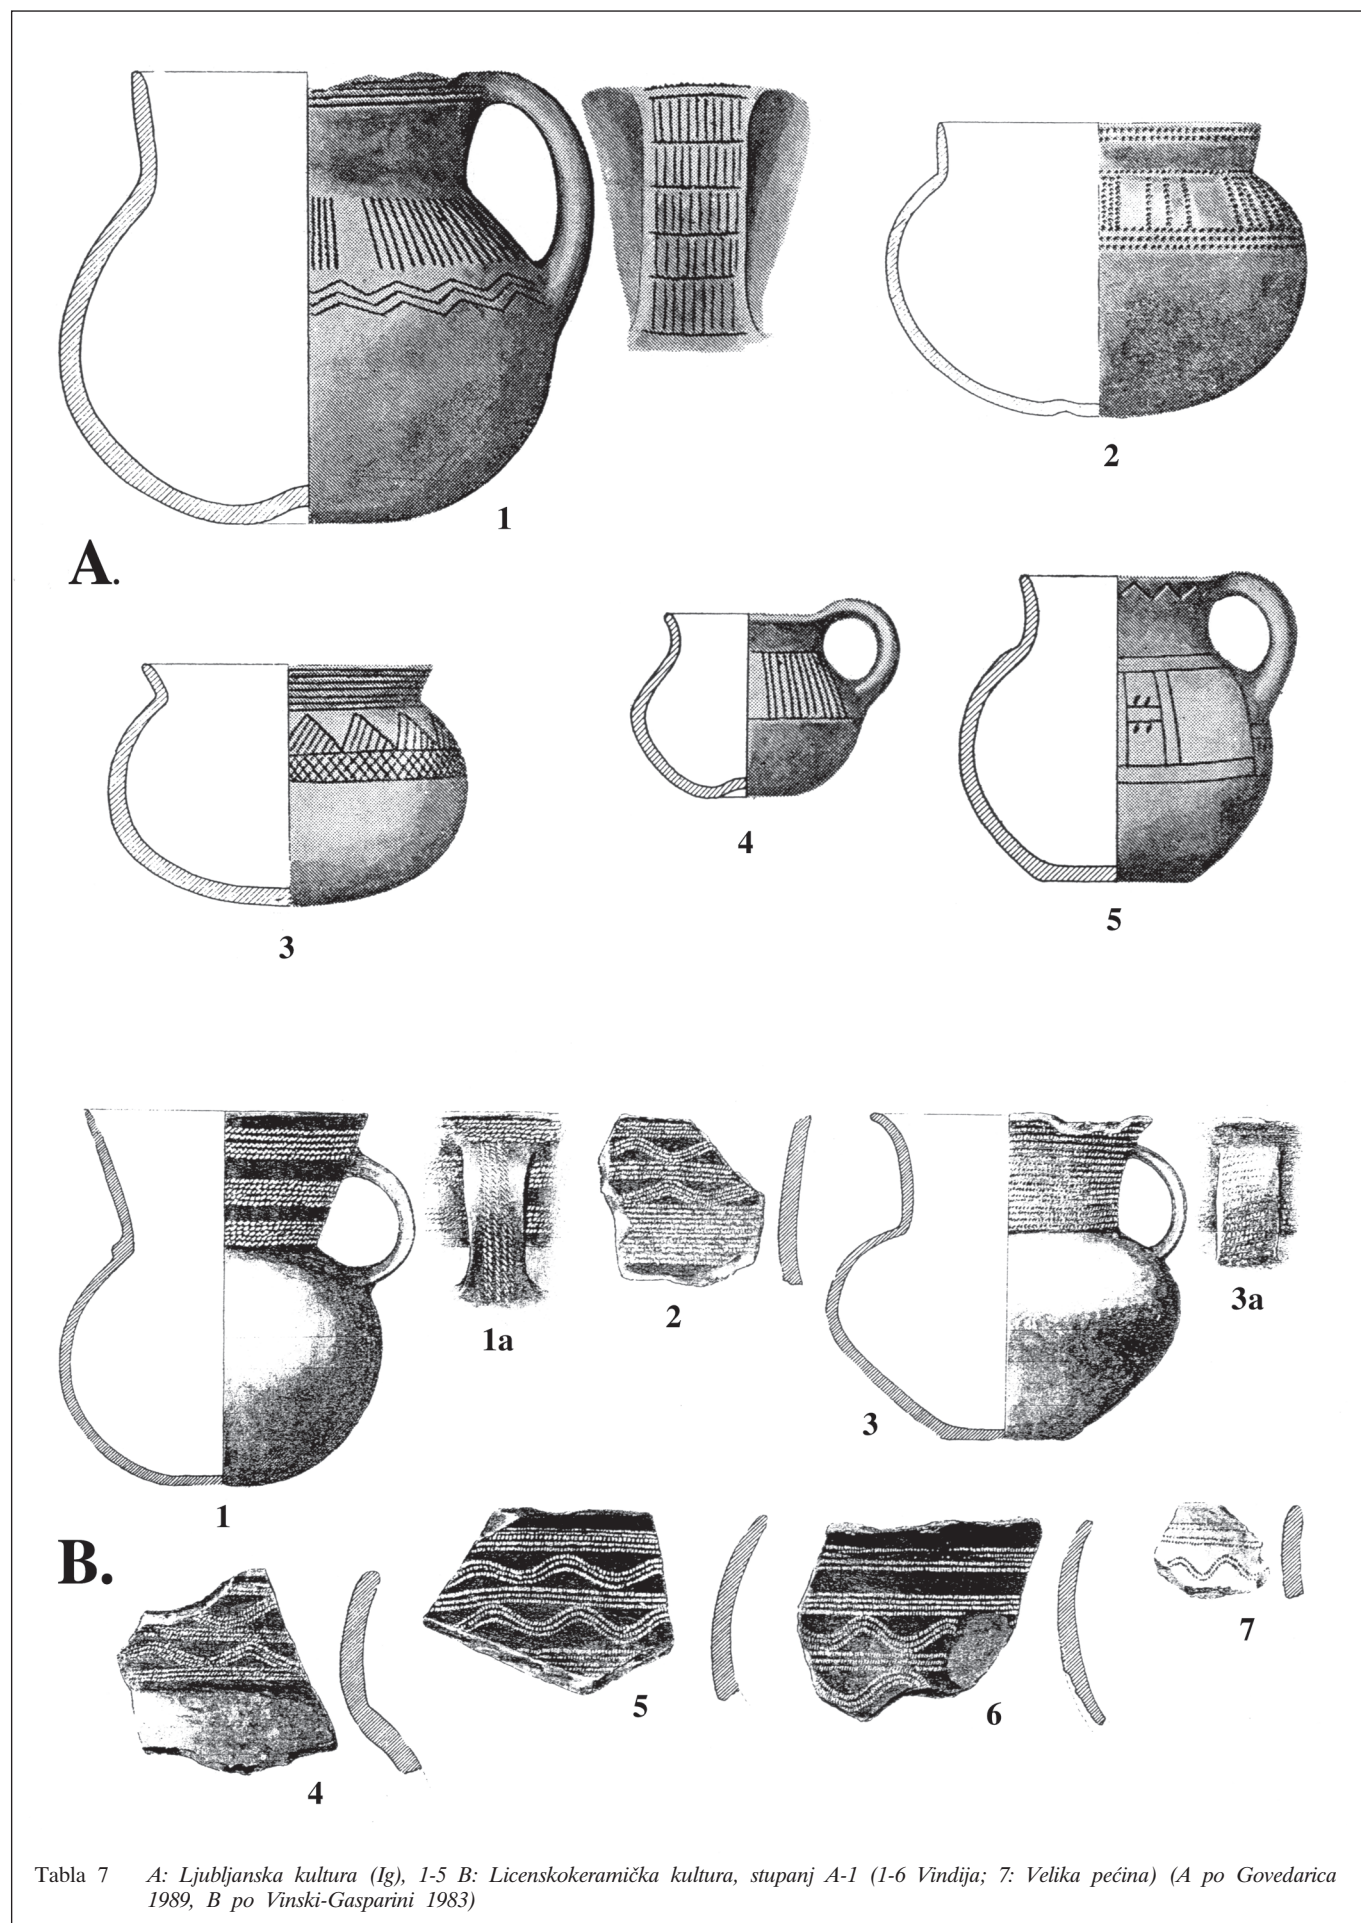 1
2
A.
3
4
5
1
1a
2
3
3a
B.
4
5
6
7
Tabla 7 A: Ljubljanska kultura (Ig), 1-5 B: Licenskokeramička kultura, stupanj A-1 (1-6 Vindija; 7: Velika pećina) (A po Govedarica
1989, B po Vinski-Gasparini 1983)